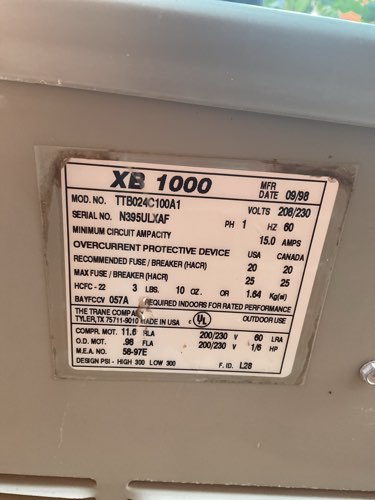 XB 1000
MFR
DATE 09/98
MOD. NO. TTB024C100A1
VOLTS 208/230
SERIAL NO. N395ULXAF
PH 1 HZ 60
MINIMUM CIRCUIT AMPACITY 15.0 AMPS
OVERCURRENT PROTECTIVE DEVICE USA CANADA
RECOMMENDED FUSE / BREAKER (HACR) 20 20
MAX FUSE / BREAKER (HACR) 25 25
HCFC - 22 3 LBS. 10 OZ. OR 1.64 Kg(s)
BAYFCCV 057A REQUIRED INDOORS FOR RATED PERFORMANCE
THE TRANE COMPANY
TYLER, TX 75711-9010 MADE IN USA UL OUTDOOR USE
COMPR. MOT. 11.6 RLA 200/230 V 60 LRA
O.D. MOT. .98 FLA 200/230 V 1/6 HP
M.E.A. NO. 56-97E
DESIGN PSI - HIGH 300 LOW 300 F. ID. L28